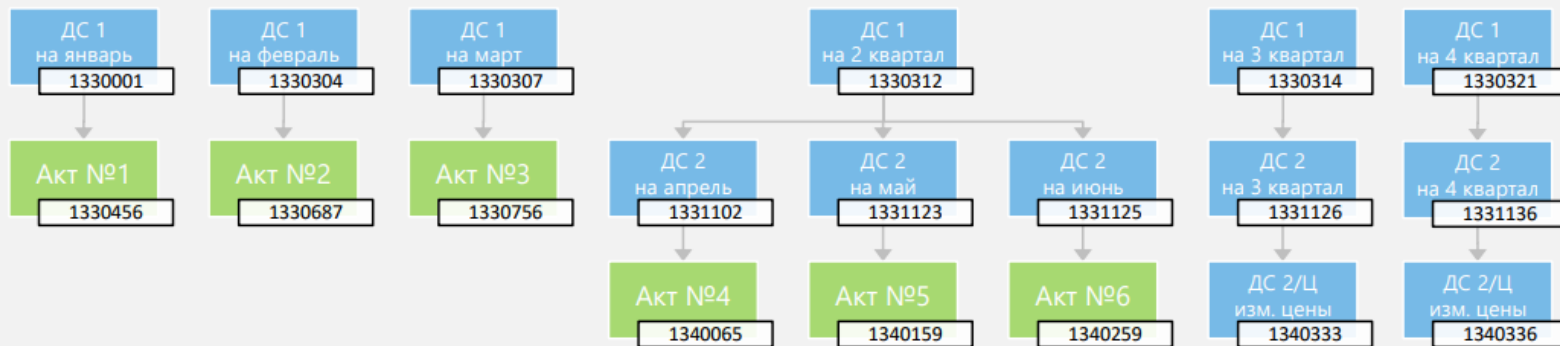 ДС 1
на январь
1330001
ДС 1
на февраль
1330304
ДС 1
на март
1330307
ДС 1
на 2 квартал
1330312
ДС 1
на 3 квартал
1330314
ДС 1
на 4 квартал
1330321
Акт №1
1330456
Акт №2
1330687
Акт №3
1330756
ДС 2
на апрель
1331102
ДС 2
на май
1331123
ДС 2
на июнь
1331125
ДС 2
на 3 квартал
1331126
ДС 2
на 4 квартал
1331136
Акт №4
1340065
Акт №5
1340159
Акт №6
1340259
ДС 2/Ц
изм. цены
1340333
ДС 2/Ц
изм. цены
1340336